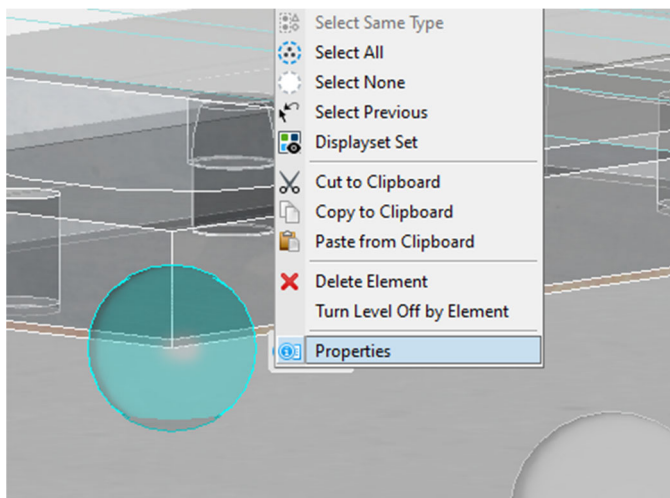 Select Same Type
Select All
Select None
Select Previous
Displayset Set
Cut to Clipboard
Copy to Clipboard
Paste from Clipboard
Delete Element
Turn Level Off by Element
Properties